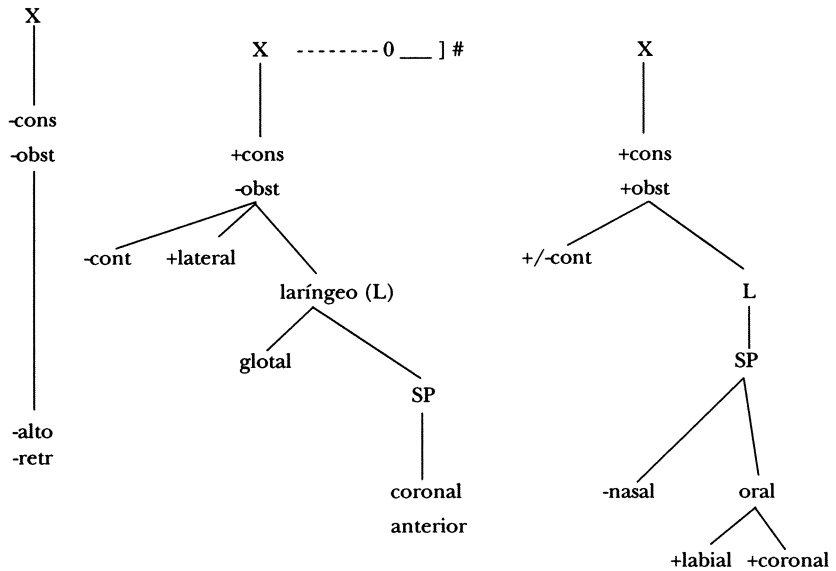 X
X - - - - - - - - 0 ___ ] #
X
-cons
-obst
+cons
-obst
+cons
+obst
-cont +lateral
+/-cont
laríngeo (L)
L
glotal
SP
SP
-alto
-retr
coronal
anterior
-nasal oral
+labial +coronal